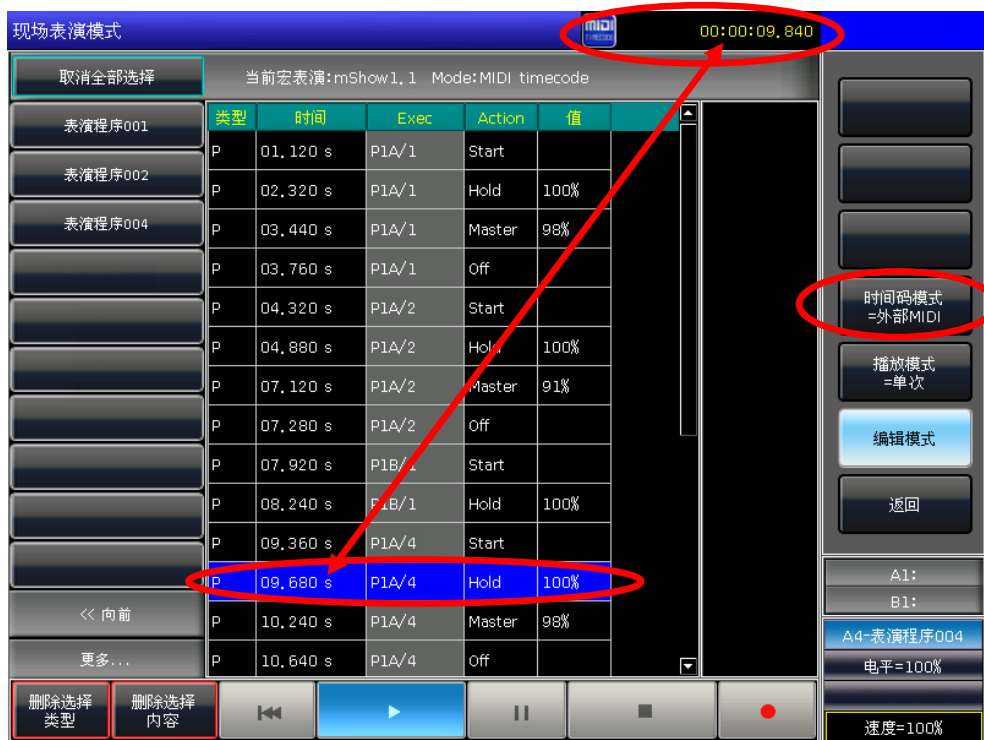 现场表演模式
miDi
TIMECODE
00:00:09.840
取消全部选择
当前宏表演:mShow1.1 Mode:MIDI timecode
表演程序001
表演程序002
表演程序004
<< 向前
更多...
类型 时间 Exec Action 值
P 01.120 s P1A/1 Start
P 02.320 s P1A/1 Hold 100%
P 03.440 s P1A/1 Master 98%
P 03.760 s P1A/1 Off
P 04.320 s P1A/2 Start
P 04.880 s P1A/2 Hold 100%
P 07.120 s P1A/2 Master 91%
P 07.280 s P1A/2 Off
P 07.920 s P1B/1 Start
P 08.240 s P1B/1 Hold 100%
P 09.360 s P1A/4 Start
P 09.680 s P1A/4 Hold 100%
P 10.240 s P1A/4 Master 98%
P 10.640 s P1A/4 Off
时间码模式
=外部MIDI
播放模式
=单次
编辑模式
返回
A1:
B1:
A4-表演程序004
电平=100%
速度=100%
删除选择
类型
删除选择
内容